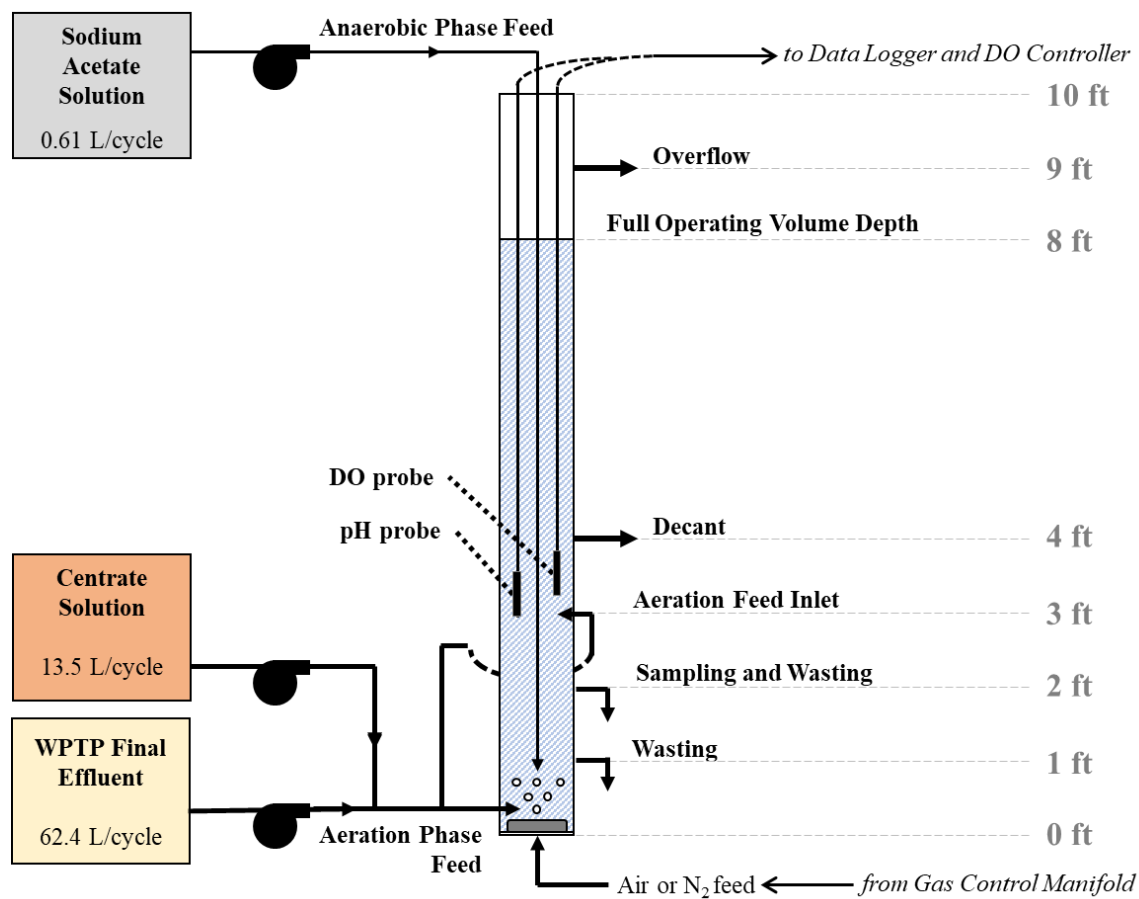 Sodium
Acetate
Solution
0.61 L/cycle
Anaerobic Phase Feed
to Data Logger and DO Controller
10 ft
Overflow
9 ft
Full Operating Volume Depth
8 ft
DO probe
pH probe
Decant
4 ft
Centrate
Solution
13.5 L/cycle
Aeration Feed Inlet
3 ft
Sampling and Wasting
2 ft
WPTP Final
Effluent
62.4 L/cycle
Wasting
1 ft
Aeration Phase
Feed
0 ft
Air or N₂ feed
from Gas Control Manifold